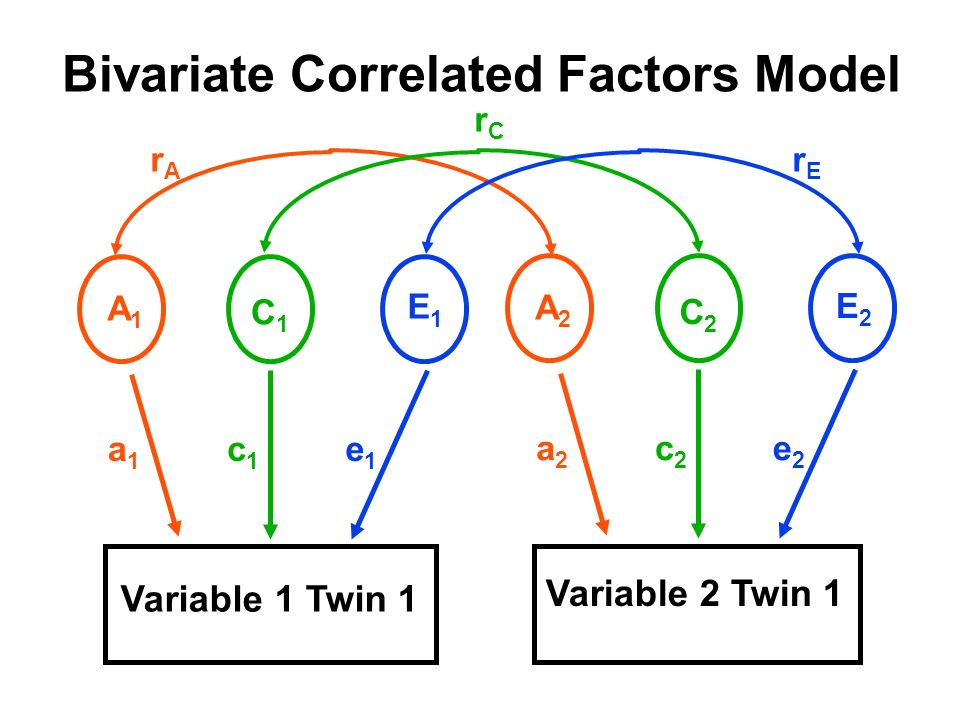 Bivariate Correlated Factors Model
rC
rA rE
A1 C1 E1 A2 C2 E2
a1 c1 e1 a2 c2 e2
Variable 1 Twin 1 Variable 2 Twin 1